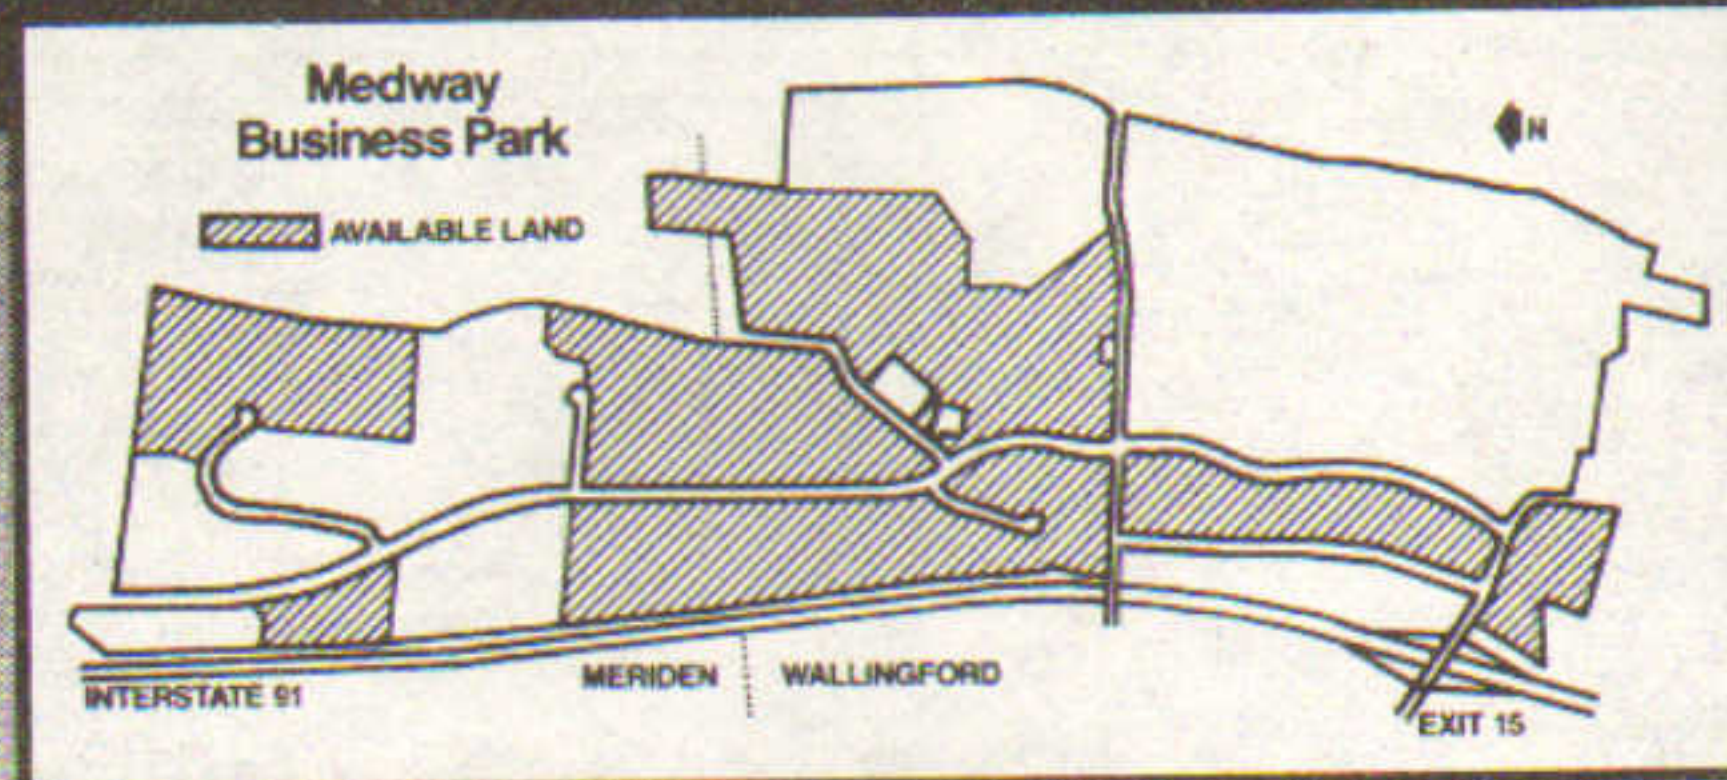 Medway
Business Park
N
AVAILABLE LAND
MERIDEN
WALLINGFORD
INTERSTATE 91
EXIT 15